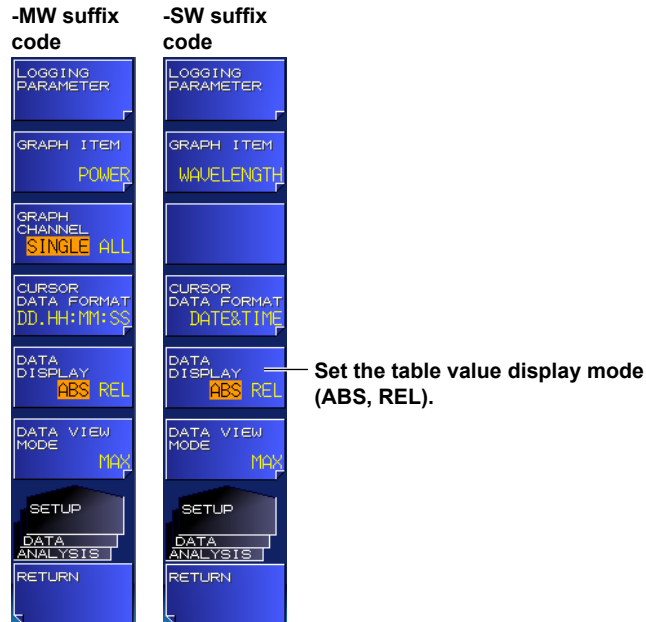 -MW suffix
code
LOGGING
PARAMETER
GRAPH ITEM
POWER
GRAPH
CHANNEL
SINGLE ALL
CURSOR
DATA FORMAT
DD.HH:MM:SS
DATA
DISPLAY
ABS REL
DATA VIEW
MODE
MAX
SETUP
DATA
ANALYSIS
RETURN
-SW suffix
code
LOGGING
PARAMETER
GRAPH ITEM
WAVELENGTH
CURSOR
DATA FORMAT
DATE&TIME
DATA
DISPLAY
ABS REL
DATA VIEW
MODE
MAX
SETUP
DATA
ANALYSIS
RETURN
Set the table value display mode
(ABS, REL).